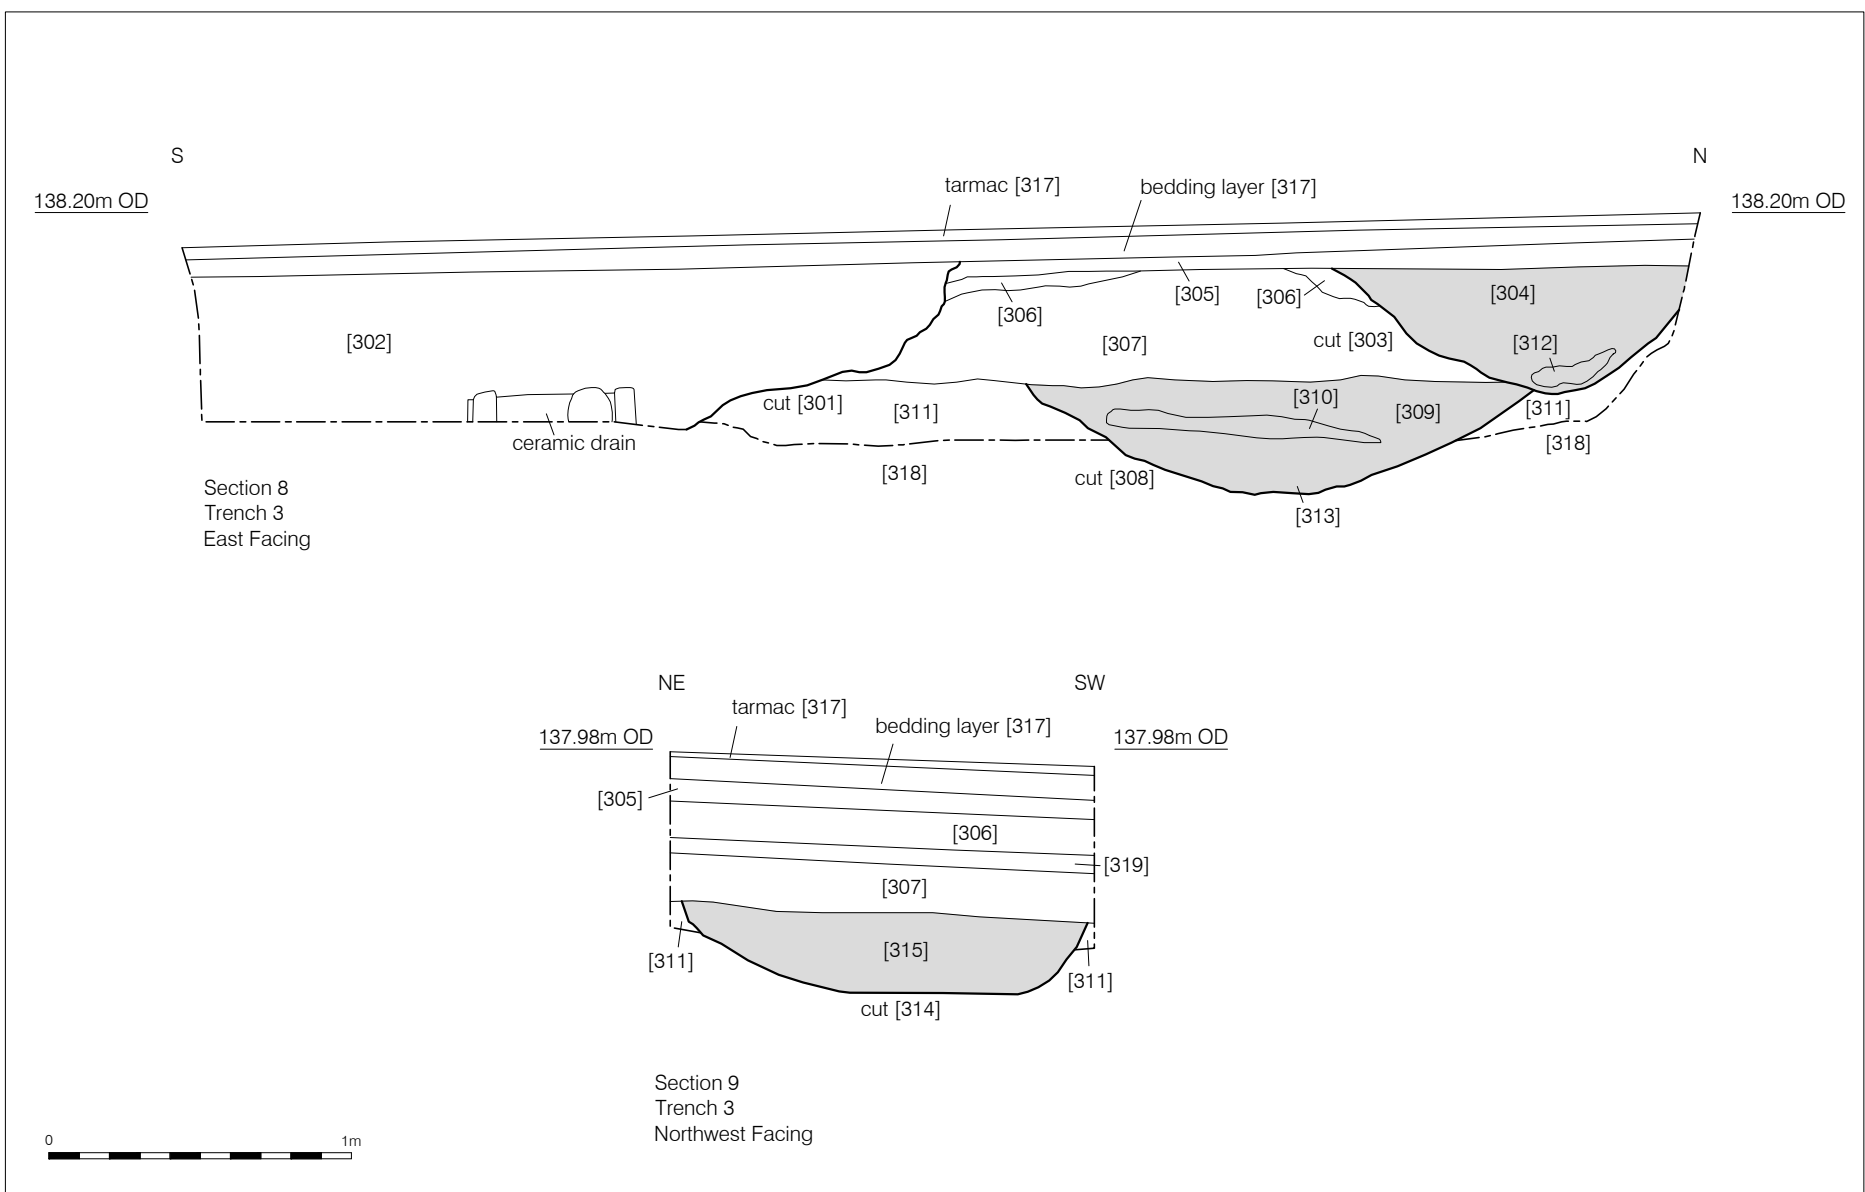 S
N
138.20m OD
138.20m OD
tarmac [317]
bedding layer [317]
[305]
[306]
[306]
[304]
[302]
[307]
cut [303]
[312]
cut [301]
[311]
[310]
[309]
[311]
ceramic drain
[318]
[318]
cut [308]
[313]
Section 8
Trench 3
East Facing
NE
SW
tarmac [317]
bedding layer [317]
137.98m OD
137.98m OD
[305]
[306]
[319]
[307]
[315]
[311]
[311]
cut [314]
Section 9
Trench 3
Northwest Facing
0
1m